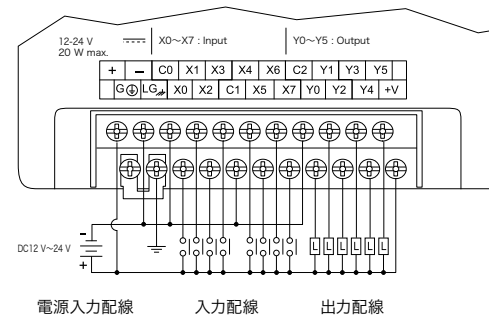 12-24 V
20 W max.
X0～X7 : Input
Y0～Y5 : Output
+ − C0 X1 X3 X4 X6 C2 Y1 Y3 Y5
G LG X0 X2 C1 X5 X7 Y0 Y2 Y4 +V
-
DC12 V～24 V
+
L L L L L L
電源入力配線
入力配線
出力配線